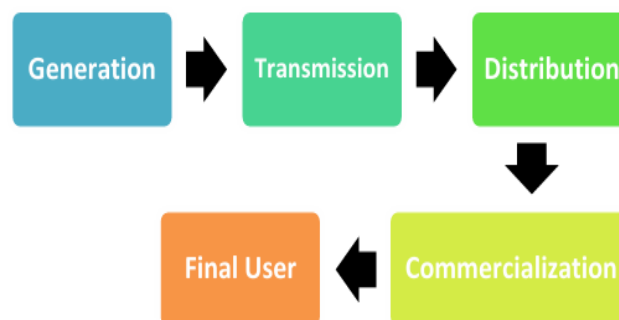 Generation
Transmission
Distribution
Commercialization
Final User